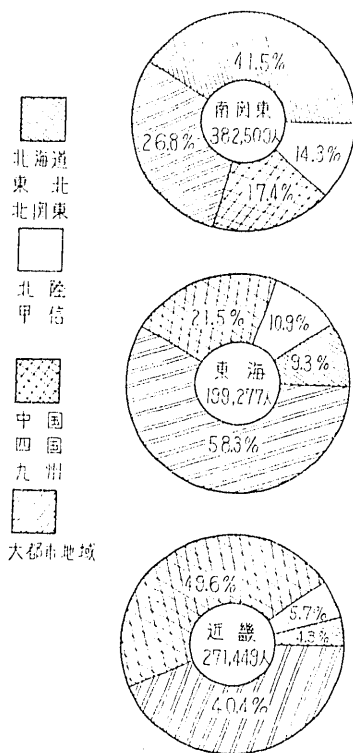 北海道
東 北
北関東
北 陸
甲 信
中 国
四 国
九 州
大都市地域
41.5%
南関東
382,500人
26.8%
14.3%
17.4%
21.5%
10.9%
東 海
199,277人
9.3%
58.3%
49.6%
近 畿
271,449人
5.7%
4.3%
40.4%